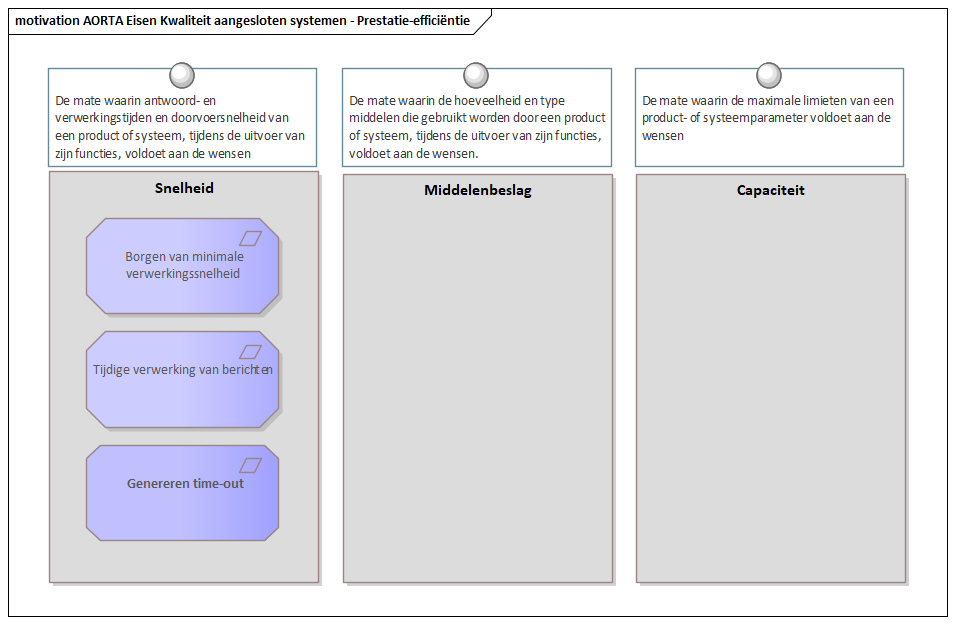 motivation AORTA Eisen Kwaliteit aangesloten systemen - Prestatie-efficiëntie
De mate waarin antwoord- en
verwerkingstijden en doorvoersnelheid van
een product of systeem, tijdens de uitvoer van
zijn functies, voldoet aan de wensen
De mate waarin de hoeveelheid en type
middelen die gebruikt worden door een product
of systeem, tijdens de uitvoer van zijn functies,
voldoet aan de wensen.
De mate waarin de maximale limieten van een
product- of systeemparameter voldoet aan de
wensen
Snelheid
Borgen van minimale
verwerkingssnelheid
Tijdige verwerking van berichten
Genereren time-out
Middelenbeslag
Capaciteit